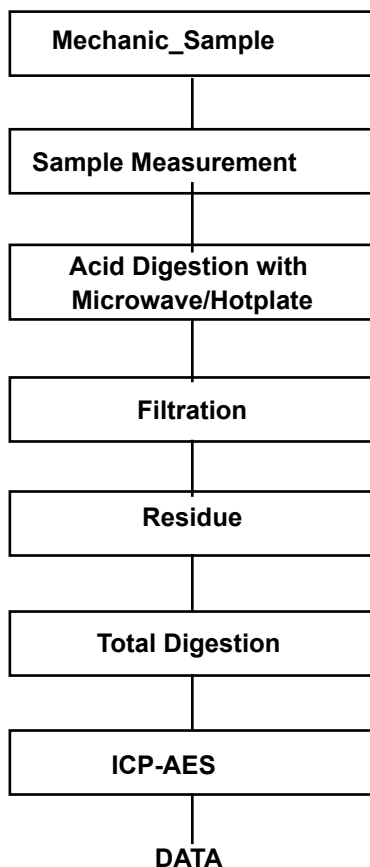 Mechanic_Sample
Sample Measurement
Acid Digestion with
Microwave/Hotplate
Filtration
Residue
Total Digestion
ICP-AES
DATA